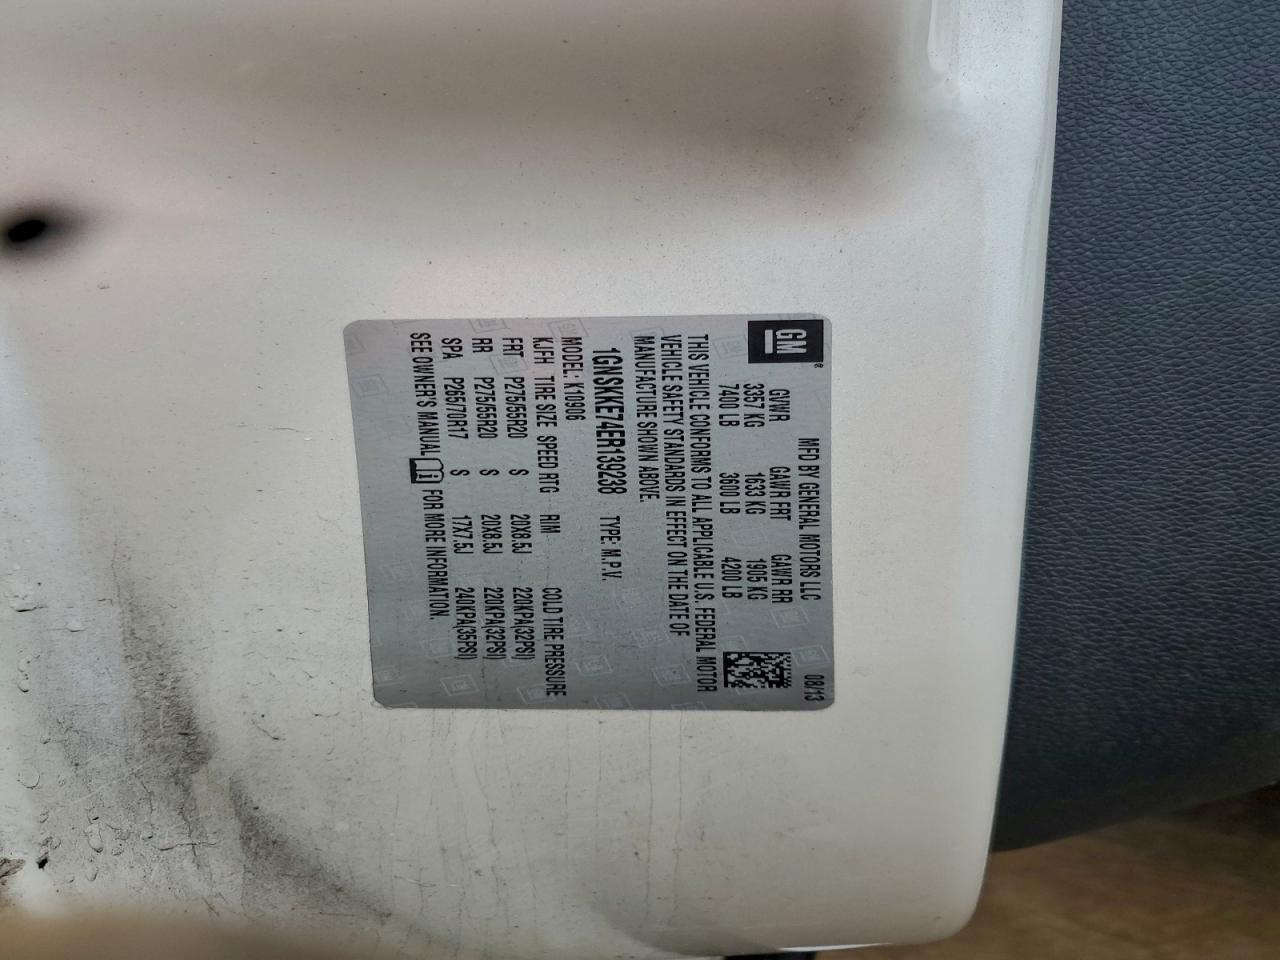 GM ®
MFD BY GENERAL MOTORS LLC 08/13
GVWR GAWR FRT GAWR RR
3357 KG 1633 KG 1905 KG
7400 LB 3600 LB 4200 LB
THIS VEHICLE CONFORMS TO ALL APPLICABLE U.S. FEDERAL MOTOR
VEHICLE SAFETY STANDARDS IN EFFECT ON THE DATE OF
MANUFACTURE SHOWN ABOVE.
1GNSKKE74ER139238 TYPE: M.P.V.
MODEL: K10906
KJFH TIRE SIZE SPEED RTG RIM COLD TIRE PRESSURE
FRT P275/55R20 S 20X8.5J 220KPA(32PSI)
RR P275/55R20 S 20X8.5J 220KPA(32PSI)
SPA P265/70R17 S 17X7.5J 240KPA(35PSI)
SEE OWNER'S MANUAL FOR MORE INFORMATION.